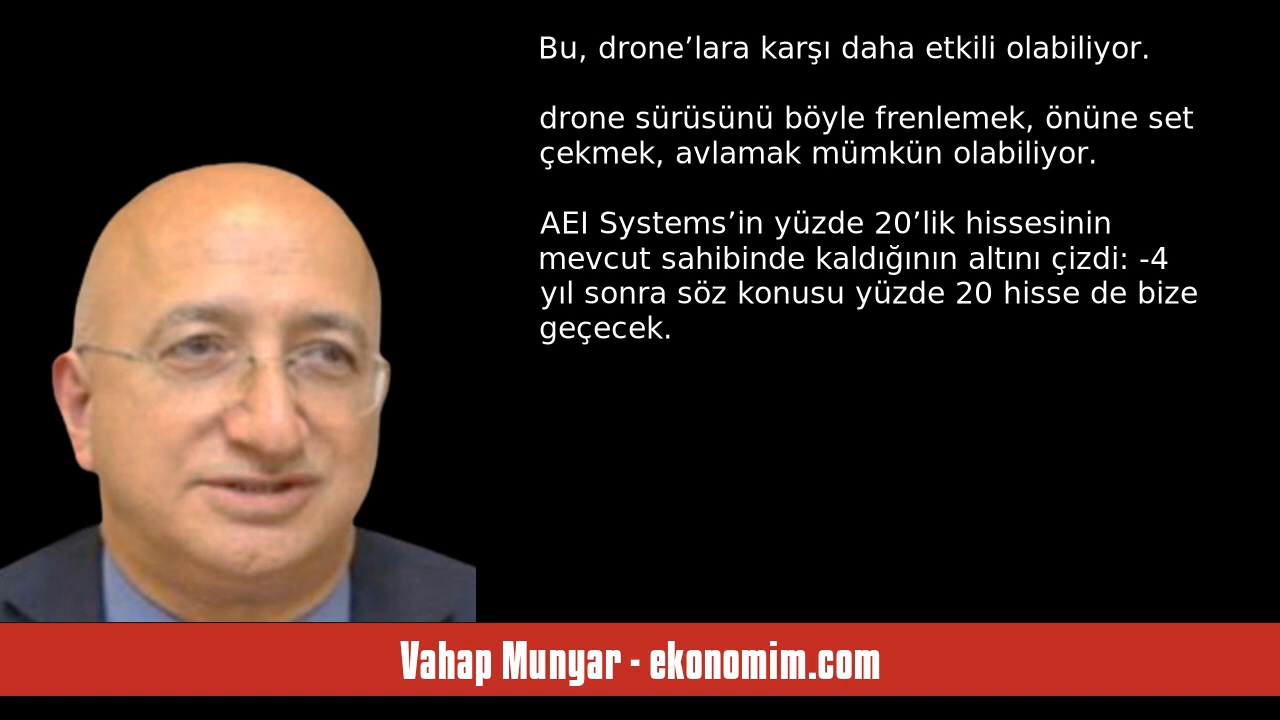 Bu, drone’lara karşı daha etkili olabiliyor.
drone sürüsünü böyle frenlemek, önüne set
çekmek, avlamak mümkün olabiliyor.
AEI Systems’in yüzde 20’lik hissesinin
mevcut sahibinde kaldığının altını çizdi: -4
yıl sonra söz konusu yüzde 20 hisse de bize
geçecek.
Vahap Munyar - ekonomim.com